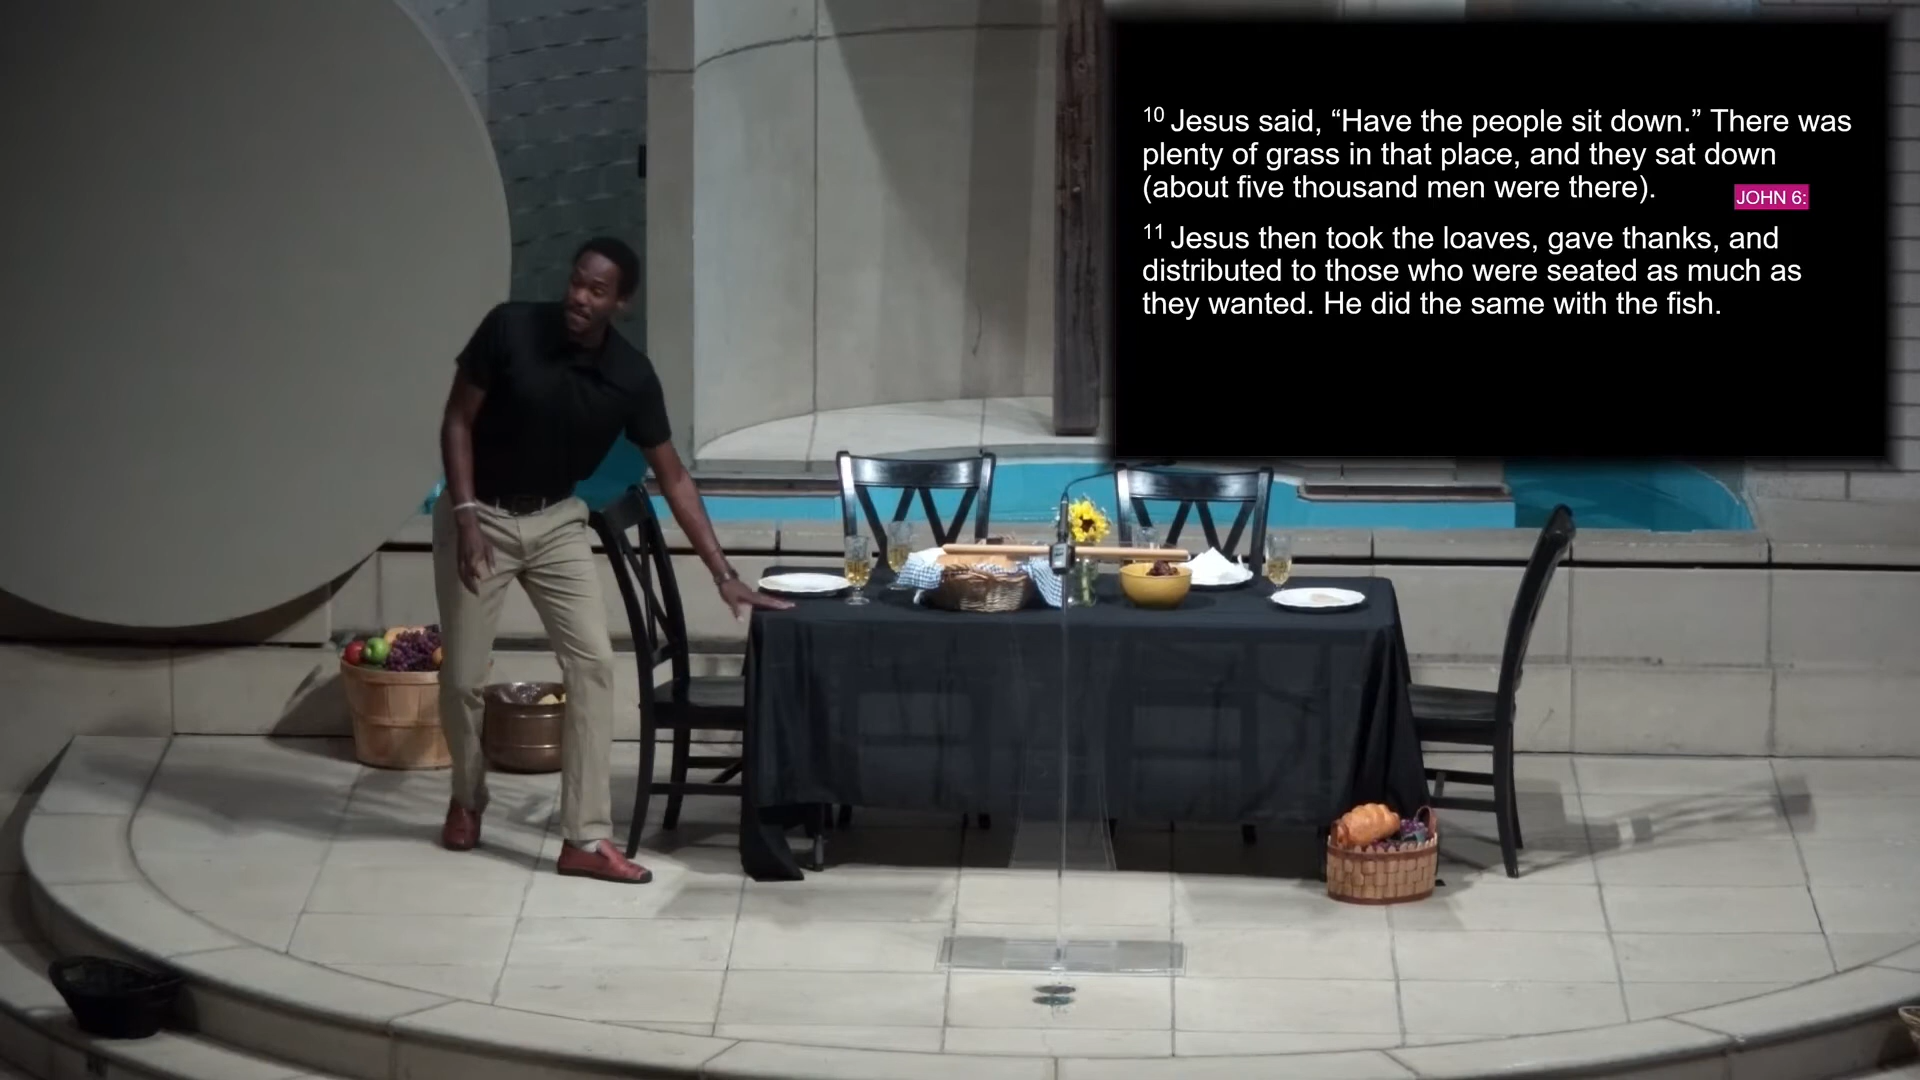 10 Jesus said, “Have the people sit down.” There was
plenty of grass in that place, and they sat down
(about five thousand men were there).
JOHN 6:
11 Jesus then took the loaves, gave thanks, and
distributed to those who were seated as much as
they wanted. He did the same with the fish.